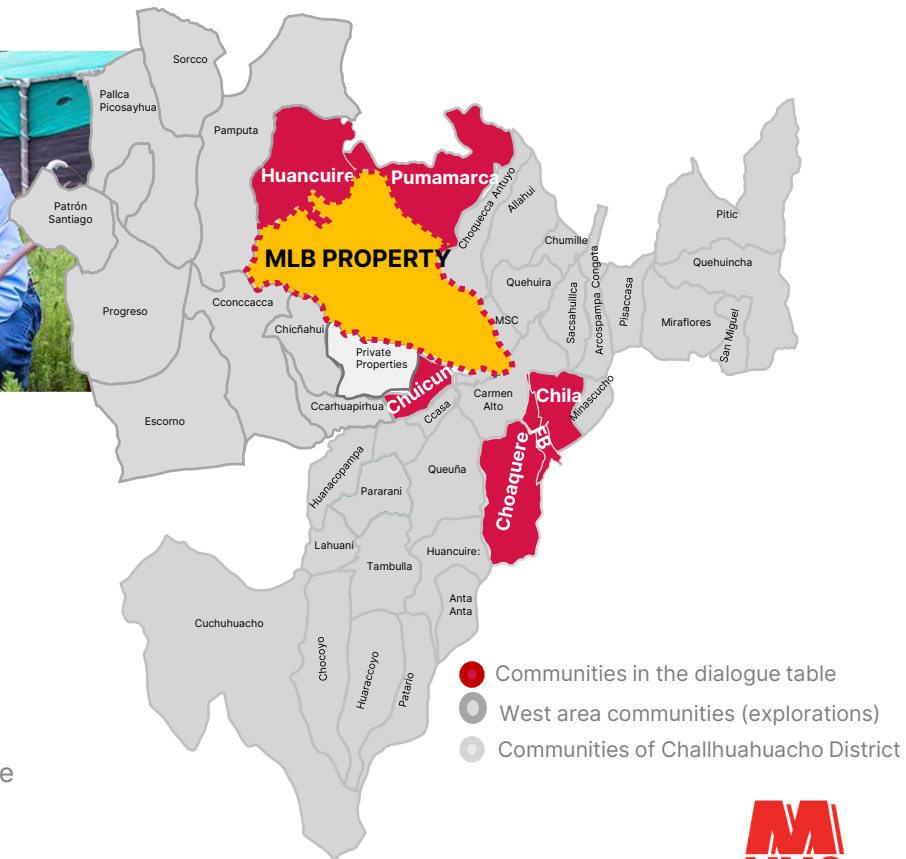 Sorcco
Pallca
Picosayhua
Pamputa
Huancuire
Pumamarca
Choquecca Antuyo
Allahui
Patrón
Santiago
Pitic
Chumille
MLB PROPERTY
Quehuincha
Quehuira
Sacsahuillca
Arcospampa Congota
Pisaccasa
Cconccacca
Progreso
MSC
Miraflores
San Miguel
Chicñahui
Private
Properties
Chuicun
Carmen
Alto
Chila
Minascucho
Ccarhuapirhua
Ccasa
Escorno
EB
Choaquere
Huanacopampa
Queuña
Pararani
Lahuani
Huancuire:
Tambulla
Anta
Anta
Cuchuhuacho
Chocoyo
Huaraccoyo
Patario
Communities in the dialogue table
West area communities (explorations)
Communities of Challhuahuacho District
e